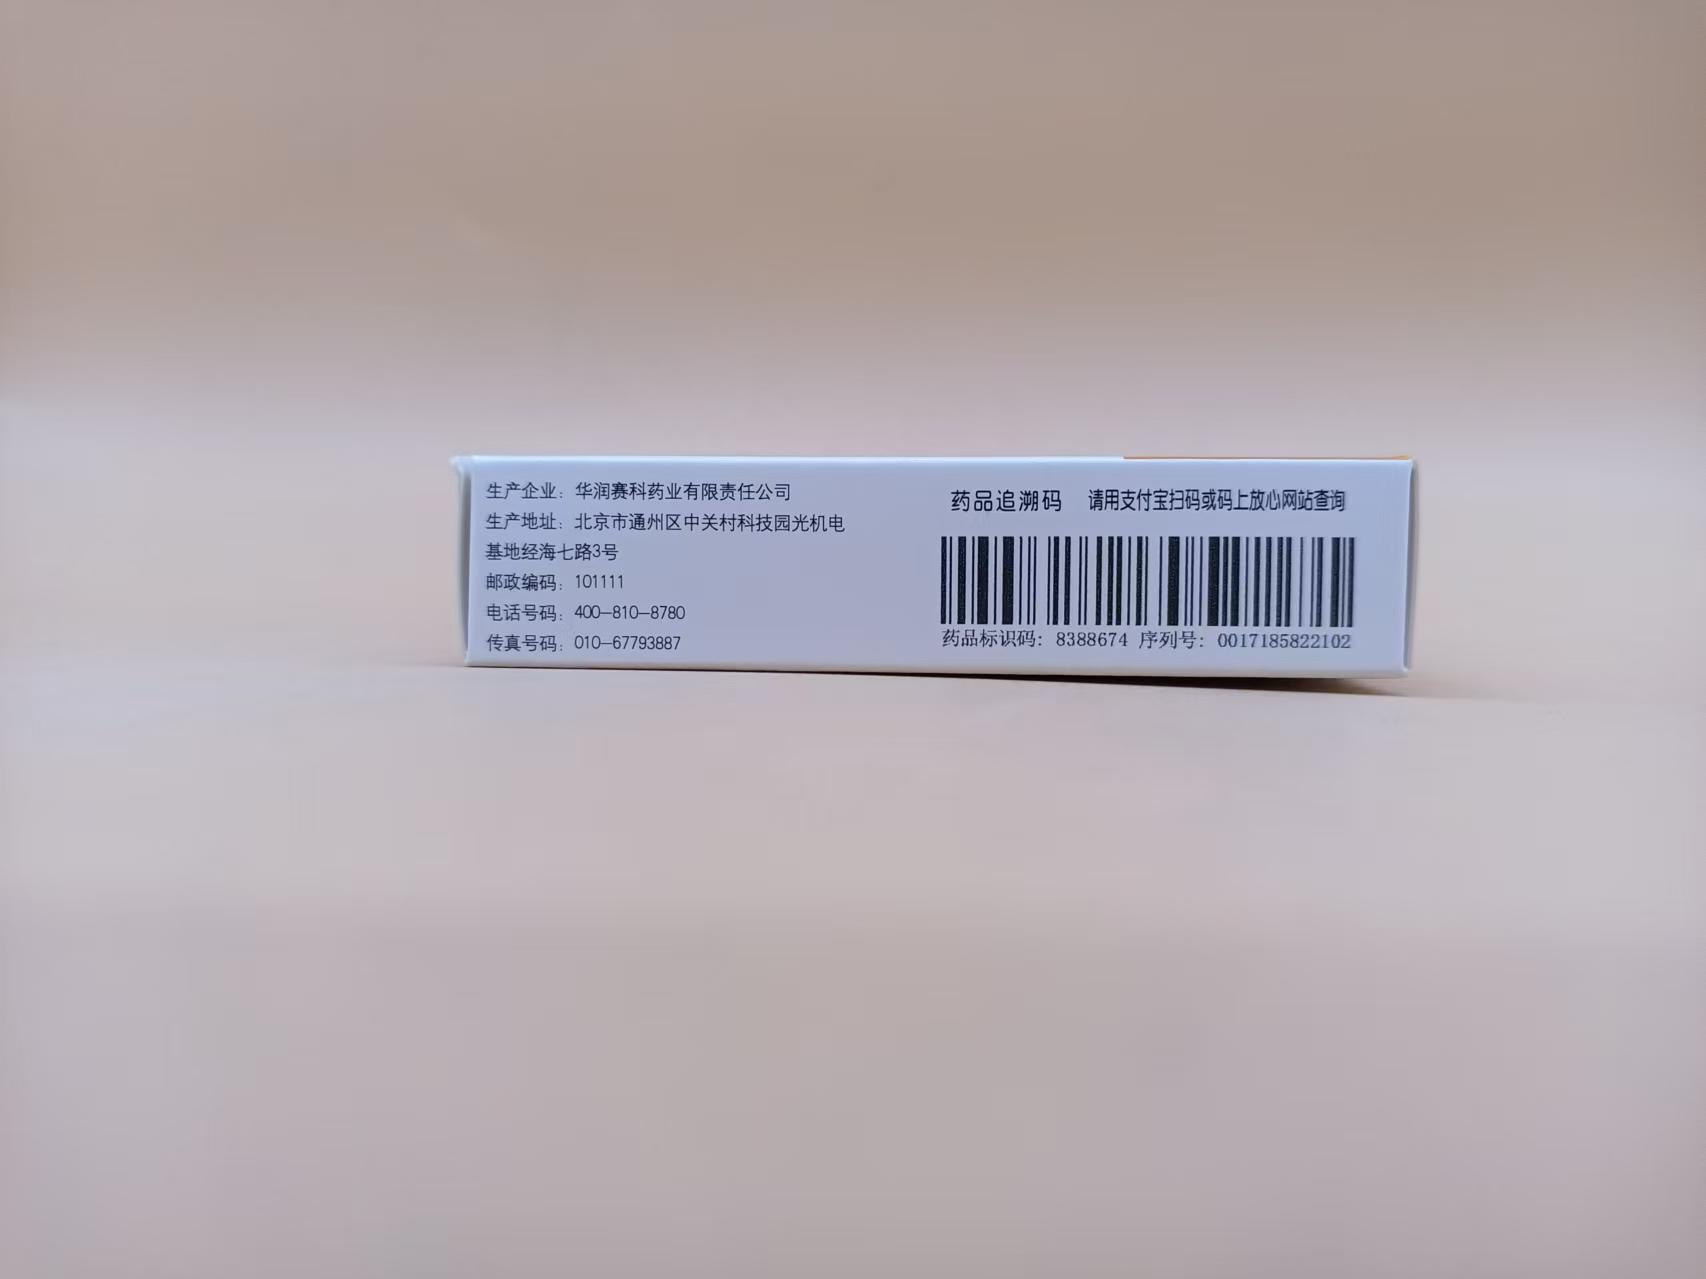 生产企业：华润赛科药业有限责任公司
生产地址：北京市通州区中关村科技园光机电
基地经海七路3号
邮政编码：101111
电话号码：400-810-8780
传真号码：010-67793887
药品追溯码 请用支付宝扫码或码上放心网站查询
药品标识码：8388674 序列号：0017185822102